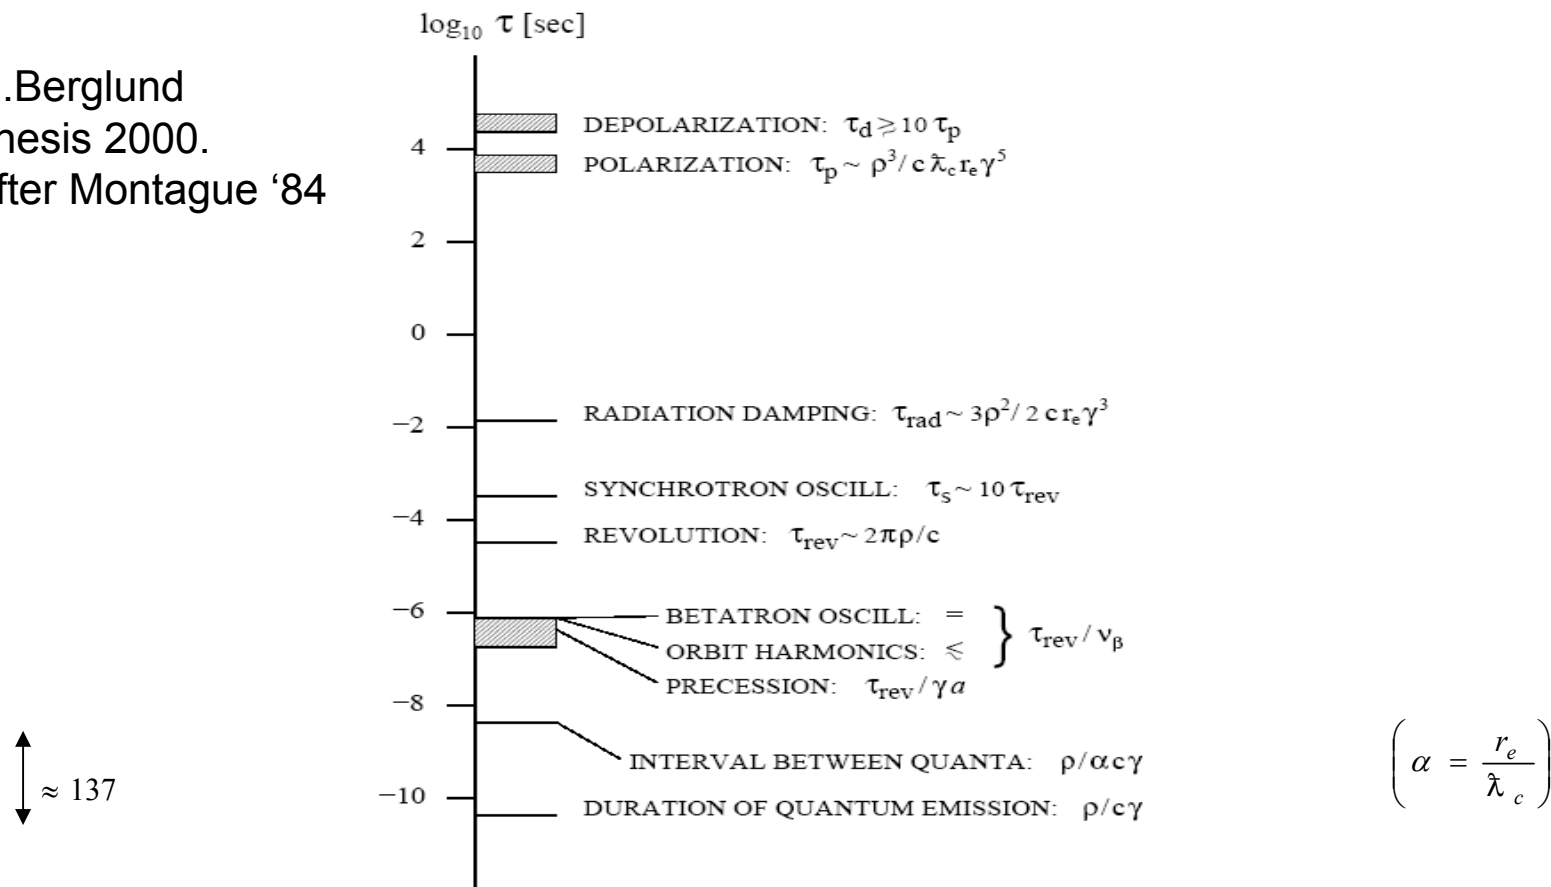 log₁₀ τ [sec]
.Berglund
hesis 2000.
fter Montague ‘84
DEPOLARIZATION: τ_d ⩾ 10 τ_p
4
POLARIZATION: τ_p ~ ρ³/ c ƛ_c r_e γ⁵
2
0
RADIATION DAMPING: τ_rad ~ 3ρ²/ 2 c r_e γ³
−2
SYNCHROTRON OSCILL: τ_s ~ 10 τ_rev
−4
REVOLUTION: τ_rev ~ 2πρ/c
−6
BETATRON OSCILL: =
ORBIT HARMONICS: ⩽
} τ_rev / ν_β
PRECESSION: τ_rev / γ a
−8
INTERVAL BETWEEN QUANTA: ρ/αcγ
≈ 137
−10
DURATION OF QUANTUM EMISSION: ρ/cγ
( α = r_e / ƛ_c )